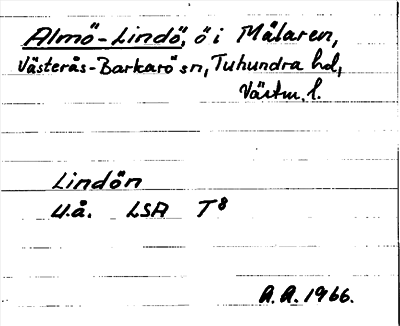 Almö-Lindö, ö i Mälaren,
Västerås-Barkarö sn, Tuhundra hd,
Västm. l.
Lindön
U.å. LSA T8
A.A. 1966.